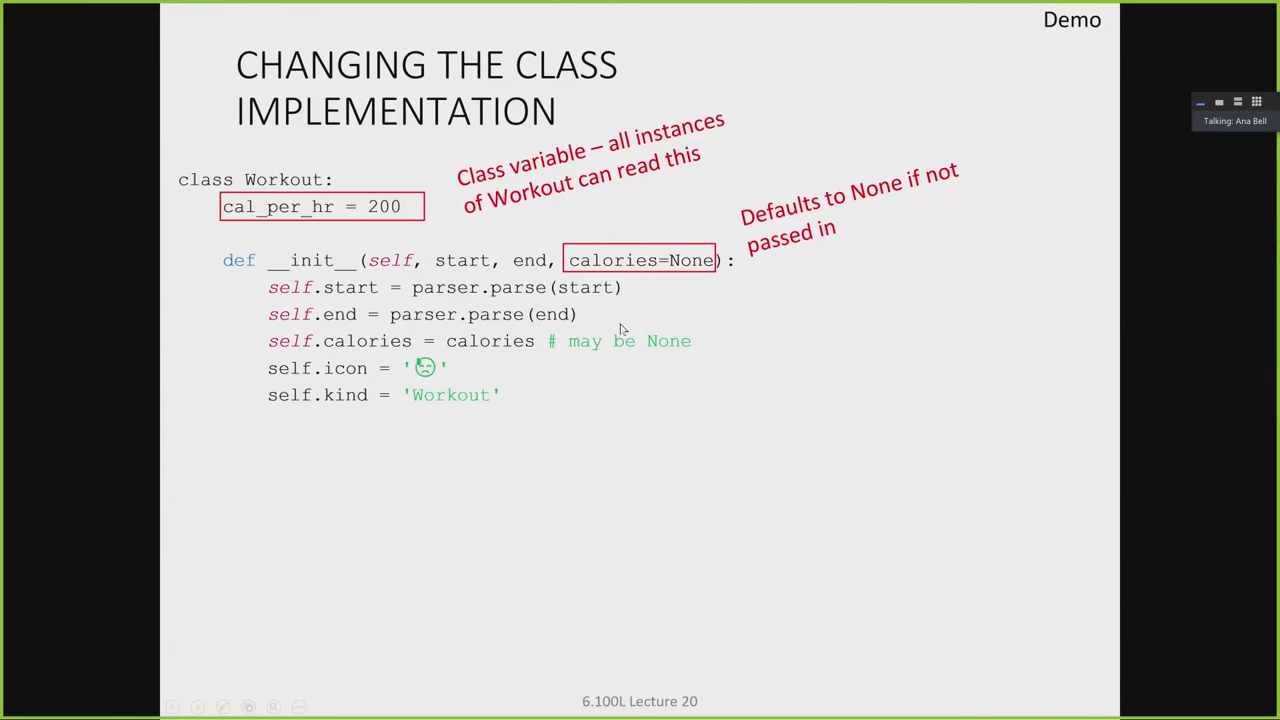 Demo
CHANGING THE CLASS
IMPLEMENTATION
Class variable – all instances
of Workout can read this
class Workout:
cal_per_hr = 200
Defaults to None if not
passed in
def __init__(self, start, end, calories=None):
self.start = parser.parse(start)
self.end = parser.parse(end)
self.calories = calories # may be None
self.icon = '😓'
self.kind = 'Workout'
6.100L Lecture 20
Talking: Ana Bell